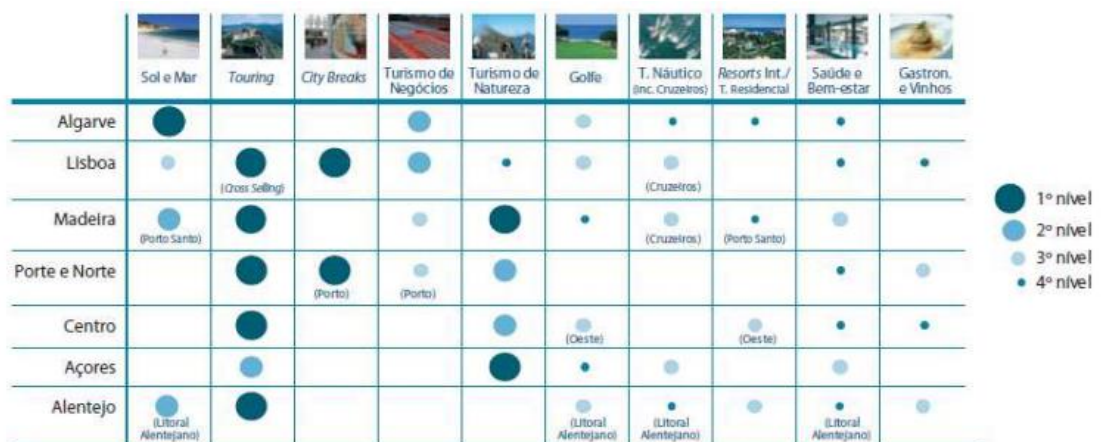 Sol e Mar
Touring
City Breaks
Turismo de
Negócios
Turismo de
Natureza
Golfe
T. Náutico
(inc. Cruzeiros)
Resorts Int./
T. Residencial
Saúde e
Bem-estar
Gastron.
e Vinhos
Algarve
Lisboa
(Cross Selling)
(Cruzeiros)
Madeira
(Porto Santo)
(Cruzeiros)
(Porto Santo)
Porte e Norte
(Porto)
(Porto)
Centro
(Oeste)
(Oeste)
Açores
Alentejo
(Litoral
Alentejano)
(Litoral
Alentejano)
(Litoral
Alentejano)
(Litoral
Alentejano)
1º nível
2º nível
3º nível
4º nível